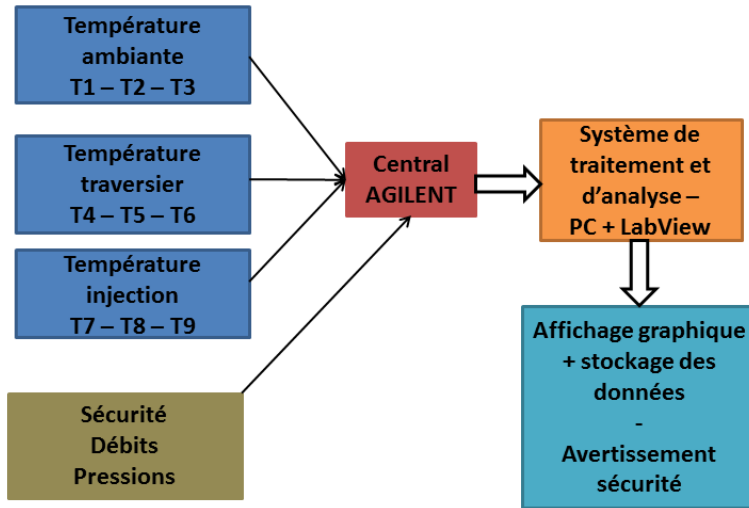 Température
ambiante
T1 – T2 – T3
Température
traversier
T4 – T5 – T6
Température
injection
T7 – T8 – T9
Sécurité
Débits
Pressions
Central
AGILENT
Système de
traitement et
d'analyse –
PC + LabView
Affichage graphique
+ stockage des
données
-
Avertissement
sécurité